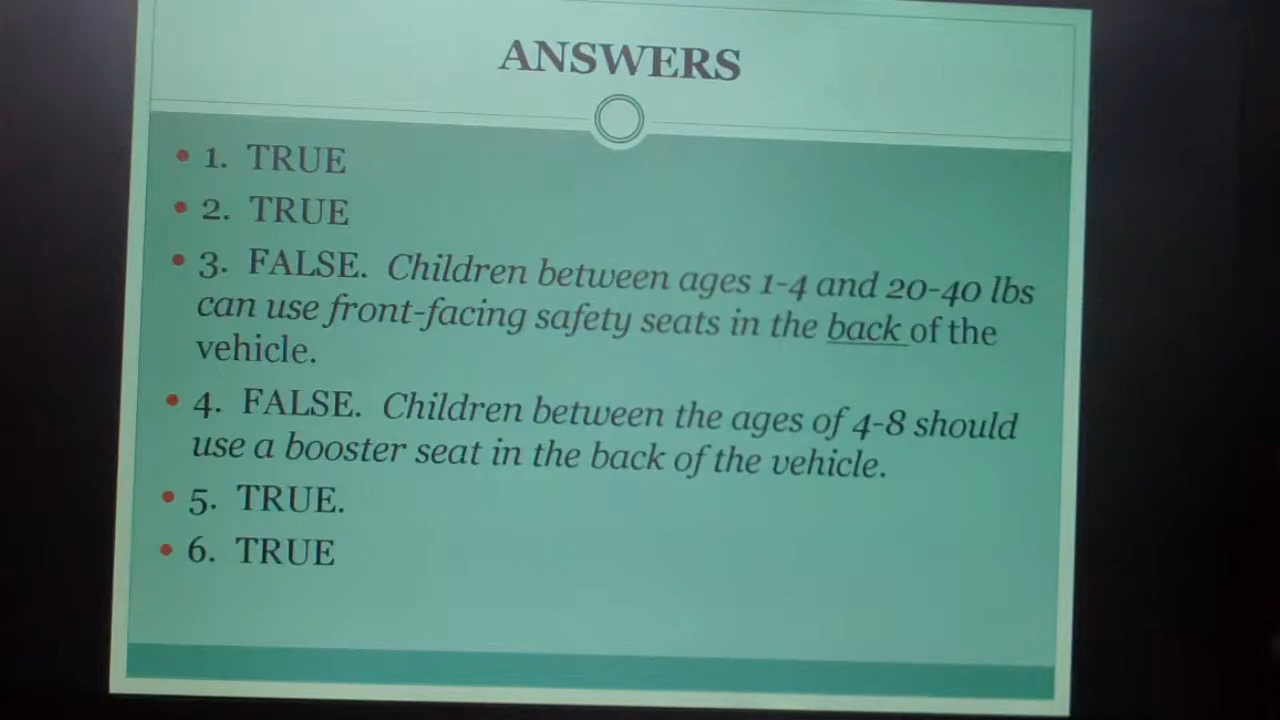 ANSWERS
• 1. TRUE
• 2. TRUE
• 3. FALSE. Children between ages 1-4 and 20-40 lbs
can use front-facing safety seats in the back of the
vehicle.
• 4. FALSE. Children between the ages of 4-8 should
use a booster seat in the back of the vehicle.
• 5. TRUE.
• 6. TRUE